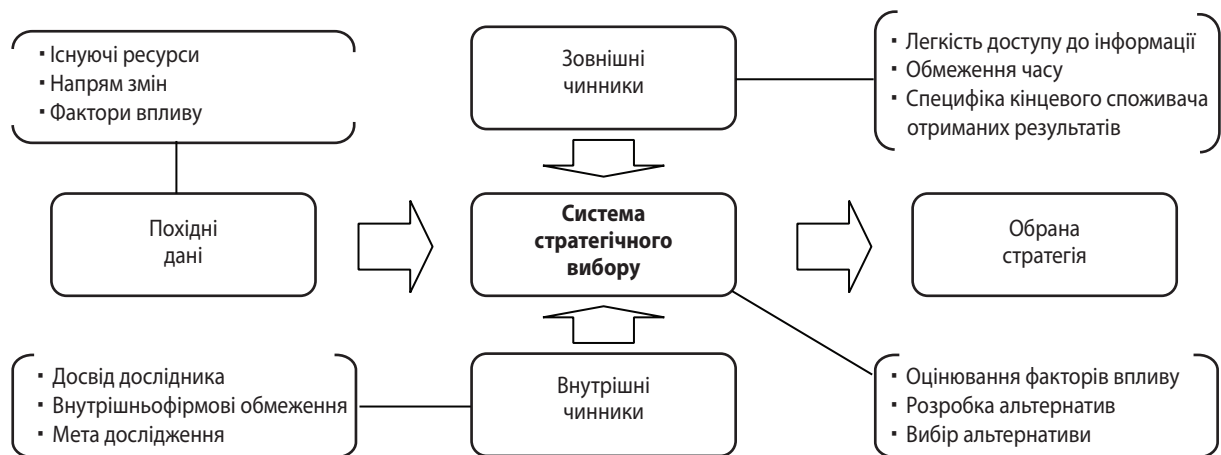 ▪ Існуючі ресурси
▪ Напрям змін
▪ Фактори впливу
Зовнішні
чинники
▪ Легкість доступу до інформації
▪ Обмеження часу
▪ Специфіка кінцевого споживача
отриманих результатів
Похідні
дані
Система
стратегічного
вибору
Обрана
стратегія
▪ Досвід дослідника
▪ Внутрішньофірмові обмеження
▪ Мета дослідження
Внутрішні
чинники
▪ Оцінювання факторів впливу
▪ Розробка альтернатив
▪ Вибір альтернативи